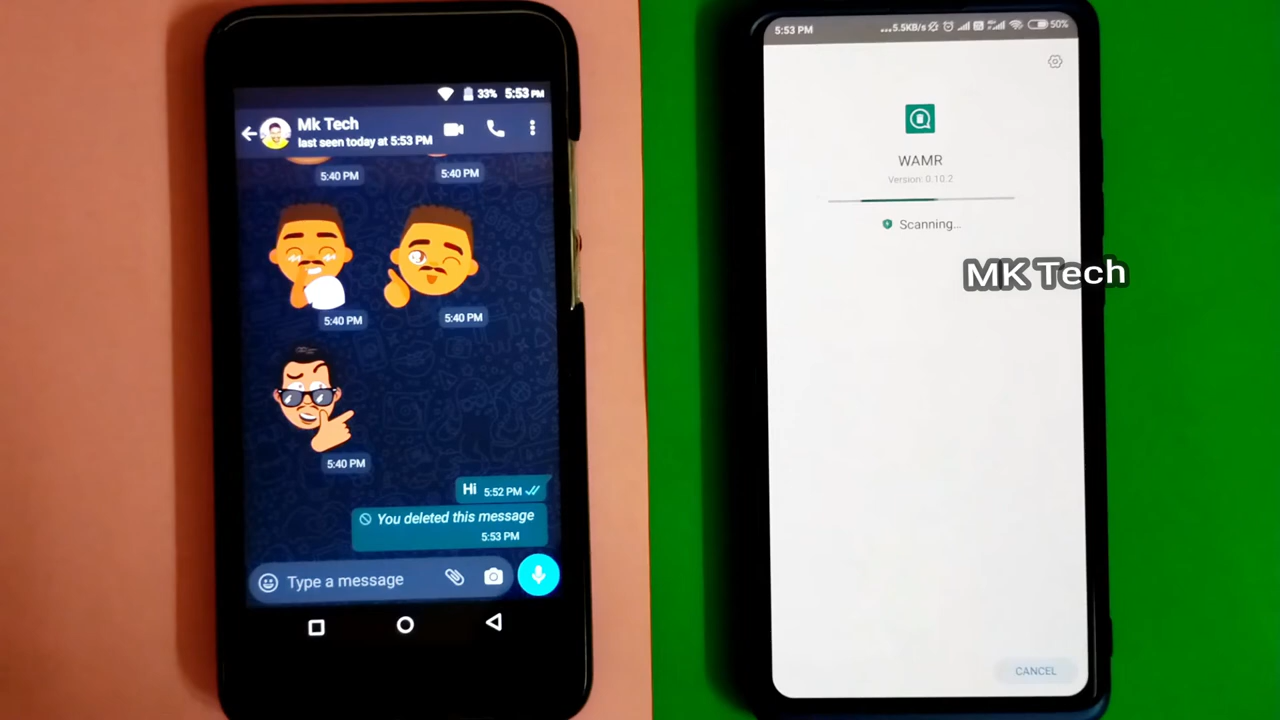 33% 5:53 PM
Mk Tech
last seen today at 5:53 PM
5:40 PM
5:40 PM
5:40 PM
5:40 PM
5:40 PM
Hi 5:52 PM
You deleted this message
5:53 PM
Type a message
5:53 PM ...5.5KB/s 50%
WAMR
Version: 0.10.2
Scanning...
MK Tech
CANCEL